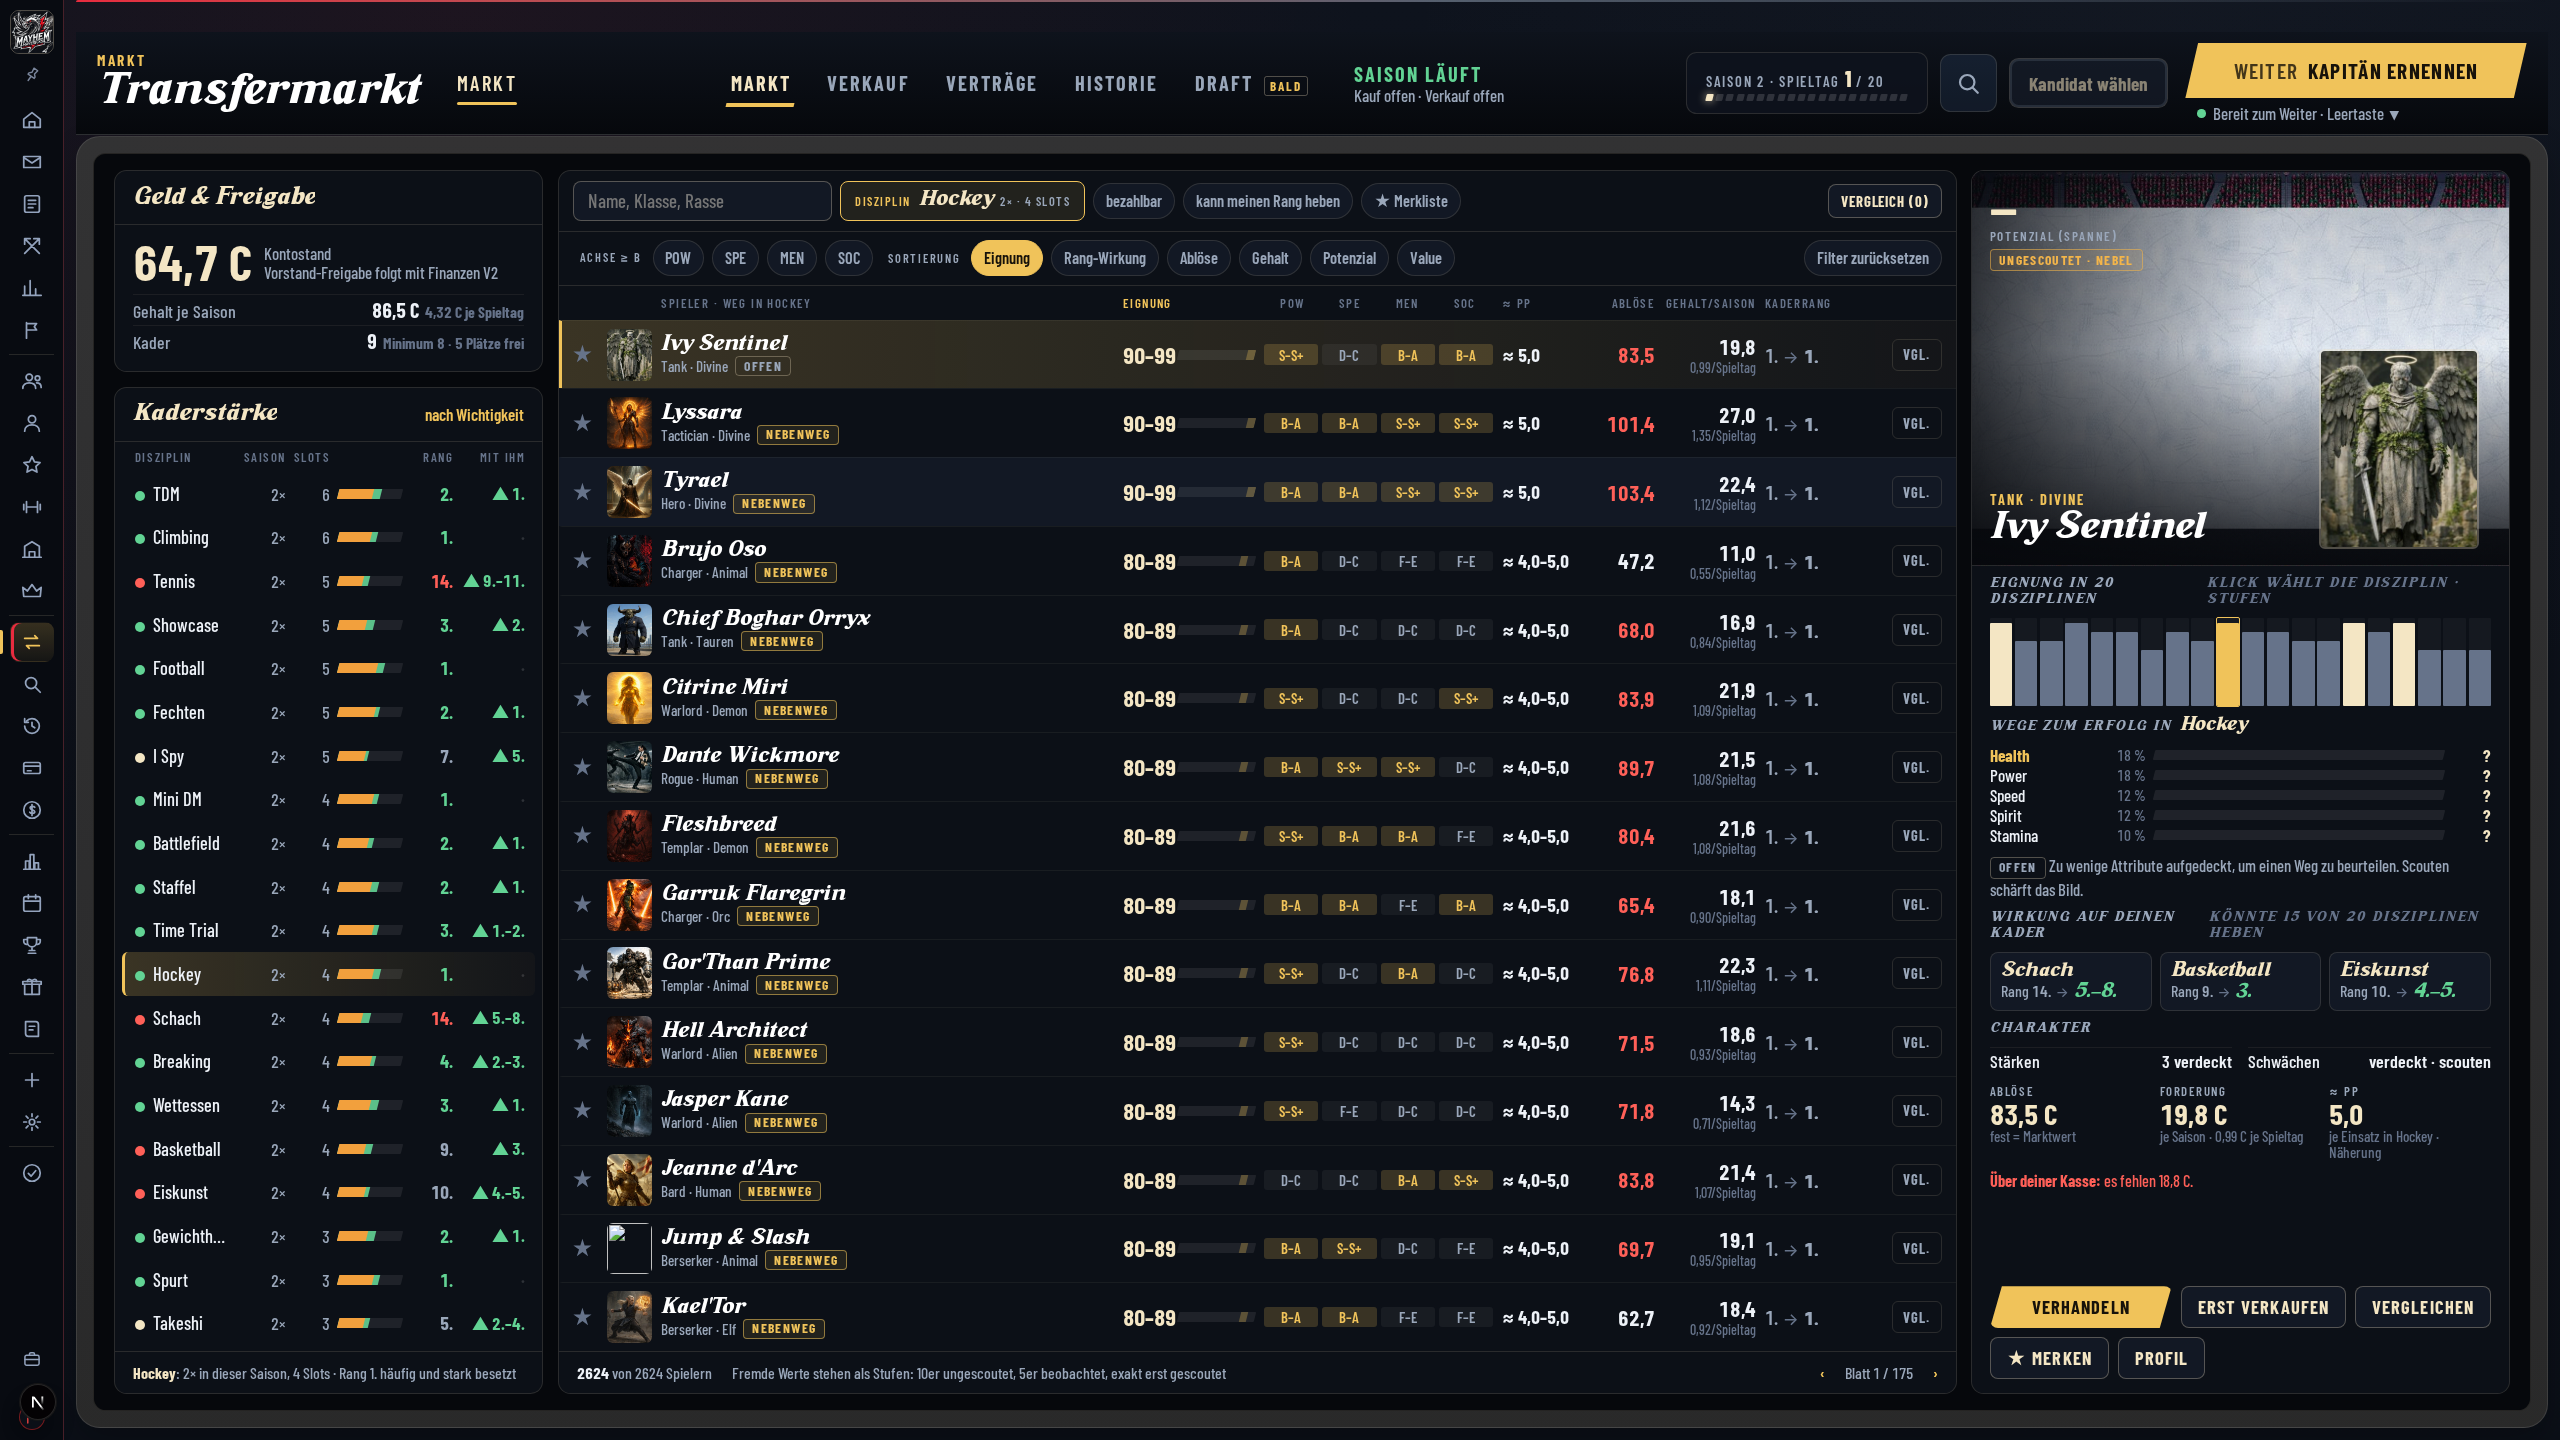 MAYHEM
MARKT
Transfermarkt
MARKT
MARKT
VERKAUF
VERTRÄGE
HISTORIE
DRAFT BALD
SAISON LÄUFT
Kauf offen · Verkauf offen
SAISON 2 · SPIELTAG 1 / 20
Kandidat wählen
WEITER KAPITÄN ERNENNEN
Bereit zum Weiter · Leertaste ▼
Geld & Freigabe
64,7 C
Kontostand
Vorstand-Freigabe folgt mit Finanzen V2
Gehalt je Saison 86,5 C 4,32 C je Spieltag
Kader 9 Minimum 8 · 5 Plätze frei
Kaderstärke nach Wichtigkeit
DISZIPLIN SAISON SLOTS RANG MIT IHM
TDM 2× 6 2. ▲ 1.
Climbing 2× 6 1. ·
Tennis 2× 5 14. ▲ 9.–11.
Showcase 2× 5 3. ▲ 2.
Football 2× 5 1. ·
Fechten 2× 5 2. ▲ 1.
I Spy 2× 5 7. ▲ 5.
Mini DM 2× 4 1. ·
Battlefield 2× 4 2. ▲ 1.
Staffel 2× 4 2. ▲ 1.
Time Trial 2× 4 3. ▲ 1.–2.
Hockey 2× 4 1. ·
Schach 2× 4 14. ▲ 5.–8.
Breaking 2× 4 4. ▲ 2.–3.
Wettessen 2× 4 3. ▲ 1.
Basketball 2× 4 9. ▲ 3.
Eiskunst 2× 4 10. ▲ 4.–5.
Gewichth... 2× 3 2. ▲ 1.
Spurt 2× 3 1. ·
Takeshi 2× 3 5. ▲ 2.–4.
Hockey: 2× in dieser Saison, 4 Slots · Rang 1. häufig und stark besetzt
Name, Klasse, Rasse
DISZIPLIN Hockey 2× · 4 SLOTS
bezahlbar
kann meinen Rang heben
★ Merkliste
VERGLEICH (0)
ACHSE ≥ B POW SPE MEN SOC SORTIERUNG Eignung Rang-Wirkung Ablöse Gehalt Potenzial Value Filter zurücksetzen
SPIELER · WEG IN HOCKEY EIGNUNG POW SPE MEN SOC ≈ PP ABLÖSE GEHALT/SAISON KADERRANG
Ivy Sentinel
Tank · Divine OFFEN
90–99 S–S+ D–C B–A B–A ≈ 5,0 83,5 19,8 1. → 1. VGL.
0,99/Spieltag
Lyssara
Tactician · Divine NEBENWEG
90–99 B–A B–A S–S+ S–S+ ≈ 5,0 101,4 27,0 1. → 1. VGL.
1,35/Spieltag
Tyrael
Hero · Divine NEBENWEG
90–99 B–A B–A S–S+ S–S+ ≈ 5,0 103,4 22,4 1. → 1. VGL.
1,12/Spieltag
Brujo Oso
Charger · Animal NEBENWEG
80–89 B–A D–C F–E F–E ≈ 4,0–5,0 47,2 11,0 1. → 1. VGL.
0,55/Spieltag
Chief Boghar Orryx
Tank · Tauren NEBENWEG
80–89 B–A D–C D–C D–C ≈ 4,0–5,0 68,0 16,9 1. → 1. VGL.
0,84/Spieltag
Citrine Miri
Warlord · Demon NEBENWEG
80–89 S–S+ D–C D–C S–S+ ≈ 4,0–5,0 83,9 21,9 1. → 1. VGL.
1,09/Spieltag
Dante Wickmore
Rogue · Human NEBENWEG
80–89 B–A S–S+ S–S+ D–C ≈ 4,0–5,0 89,7 21,5 1. → 1. VGL.
1,08/Spieltag
Fleshbreed
Templar · Demon NEBENWEG
80–89 S–S+ B–A B–A F–E ≈ 4,0–5,0 80,4 21,6 1. → 1. VGL.
1,08/Spieltag
Garruk Flaregrin
Charger · Orc NEBENWEG
80–89 B–A B–A F–E B–A ≈ 4,0–5,0 65,4 18,1 1. → 1. VGL.
0,90/Spieltag
Gor'Than Prime
Templar · Animal NEBENWEG
80–89 S–S+ D–C B–A D–C ≈ 4,0–5,0 76,8 22,3 1. → 1. VGL.
1,11/Spieltag
Hell Architect
Warlord · Alien NEBENWEG
80–89 S–S+ D–C D–C D–C ≈ 4,0–5,0 71,5 18,6 1. → 1. VGL.
0,93/Spieltag
Jasper Kane
Warlord · Alien NEBENWEG
80–89 S–S+ F–E D–C D–C ≈ 4,0–5,0 71,8 14,3 1. → 1. VGL.
0,71/Spieltag
Jeanne d'Arc
Bard · Human NEBENWEG
80–89 D–C D–C B–A S–S+ ≈ 4,0–5,0 83,8 21,4 1. → 1. VGL.
1,07/Spieltag
Jump & Slash
Berserker · Animal NEBENWEG
80–89 B–A S–S+ D–C F–E ≈ 4,0–5,0 69,7 19,1 1. → 1. VGL.
0,95/Spieltag
Kael'Tor
Berserker · Elf NEBENWEG
80–89 B–A B–A F–E F–E ≈ 4,0–5,0 62,7 18,4 1. → 1. VGL.
0,92/Spieltag
2624 von 2624 Spielern Fremde Werte stehen als Stufen: 10er ungescoutet, 5er beobachtet, exakt erst gescoutet ‹ Blatt 1 / 175 ›
POTENZIAL (SPANNE)
UNGESCOUTET · NEBEL
TANK · DIVINE
Ivy Sentinel
EIGNUNG IN 20 DISZIPLINEN
KLICK WÄHLT DIE DISZIPLIN · STUFEN
WEGE ZUM ERFOLG IN Hockey
Health 18 % ?
Power 18 % ?
Speed 12 % ?
Spirit 12 % ?
Stamina 10 % ?
OFFEN Zu wenige Attribute aufgedeckt, um einen Weg zu beurteilen. Scouten
schärft das Bild.
WIRKUNG AUF DEINEN KADER
KÖNNTE 15 VON 20 DISZIPLINEN HEBEN
Schach
Rang 14. → 5.–8.
Basketball
Rang 9. → 3.
Eiskunst
Rang 10. → 4.–5.
CHARAKTER
Stärken 3 verdeckt Schwächen verdeckt · scouten
ABLÖSE
83,5 C
fest = Marktwert
FORDERUNG
19,8 C
je Saison · 0,99 C je Spieltag
≈ PP
5,0
je Einsatz in Hockey ·
Näherung
Über deiner Kasse: es fehlen 18,8 C.
VERHANDELN
ERST VERKAUFEN
VERGLEICHEN
★ MERKEN
PROFIL
N